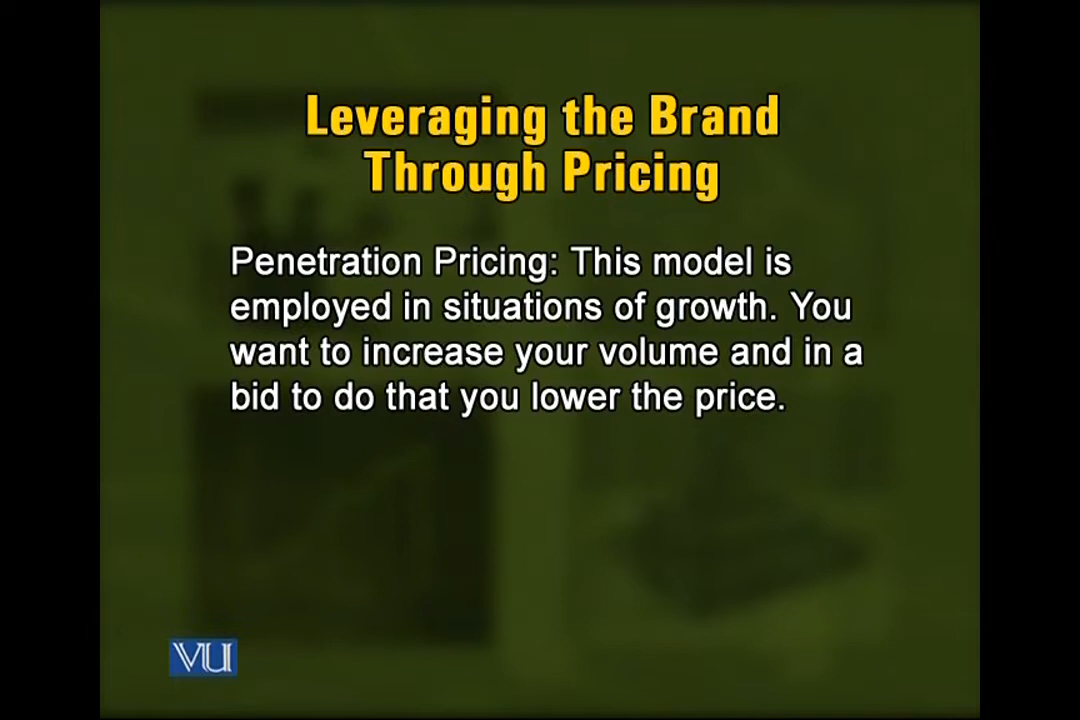 Leveraging the Brand
Through Pricing
Penetration Pricing: This model is
employed in situations of growth. You
want to increase your volume and in a
bid to do that you lower the price.
VU